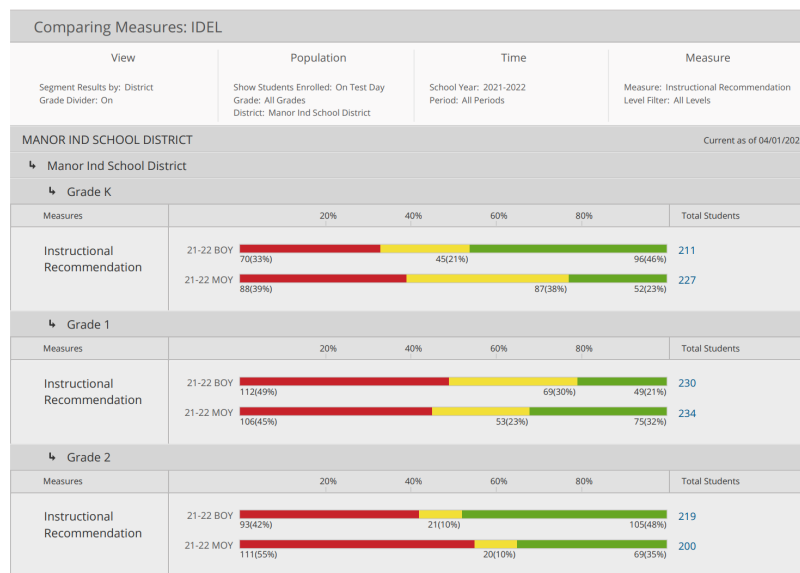 Comparing Measures: IDEL
View
Segment Results by: District
Grade Divider: On
Population
Show Students Enrolled: On Test Day
Grade: All Grades
District: Manor Ind School District
Time
School Year: 2021-2022
Period: All Periods
Measure
Measure: Instructional Recommendation
Level Filter: All Levels
MANOR IND SCHOOL DISTRICT
Current as of 04/01/202
Manor Ind School District
Grade K
Measures 20% 40% 60% 80% Total Students
Instructional Recommendation
21-22 BOY 211
70(33%) 45(21%) 96(46%)
21-22 MOY 227
88(39%) 87(38%) 52(23%)
Grade 1
Measures 20% 40% 60% 80% Total Students
Instructional Recommendation
21-22 BOY 230
112(49%) 69(30%) 49(21%)
21-22 MOY 234
106(45%) 53(23%) 75(32%)
Grade 2
Measures 20% 40% 60% 80% Total Students
Instructional Recommendation
21-22 BOY 219
93(42%) 21(10%) 105(48%)
21-22 MOY 200
111(55%) 20(10%) 69(35%)